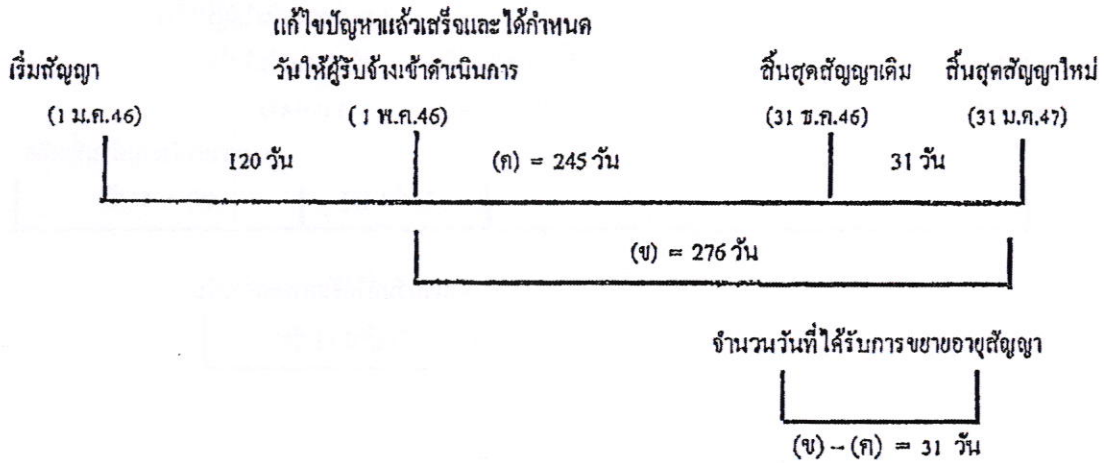 แก้ไขปัญหาแล้วเสร็จและได้กำหนด
เริ่มสัญญา วันให้ผู้รับจ้างเข้าดำเนินการ สิ้นสุดสัญญาเดิม สิ้นสุดสัญญาใหม่
(1 ม.ค.46) (1 พ.ค.46) (31 ธ.ค.46) (31 ม.ค.47)
120 วัน (ค) = 245 วัน 31 วัน
(ข) = 276 วัน
จำนวนวันที่ได้รับการขยายอายุสัญญา
(ข) – (ค) = 31 วัน